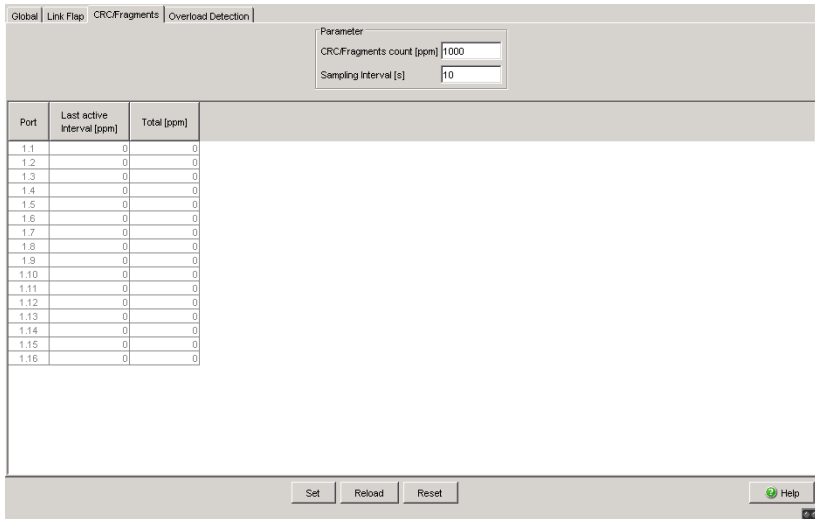 Global Link Flap CRC/Fragments Overload Detection
Parameter
CRC/Fragments count [ppm] 1000
Sampling Interval [s] 10
Port Last active Interval [ppm] Total [ppm]
1.1 0 0
1.2 0 0
1.3 0 0
1.4 0 0
1.5 0 0
1.6 0 0
1.7 0 0
1.8 0 0
1.9 0 0
1.10 0 0
1.11 0 0
1.12 0 0
1.13 0 0
1.14 0 0
1.15 0 0
1.16 0 0
Set Reload Reset Help